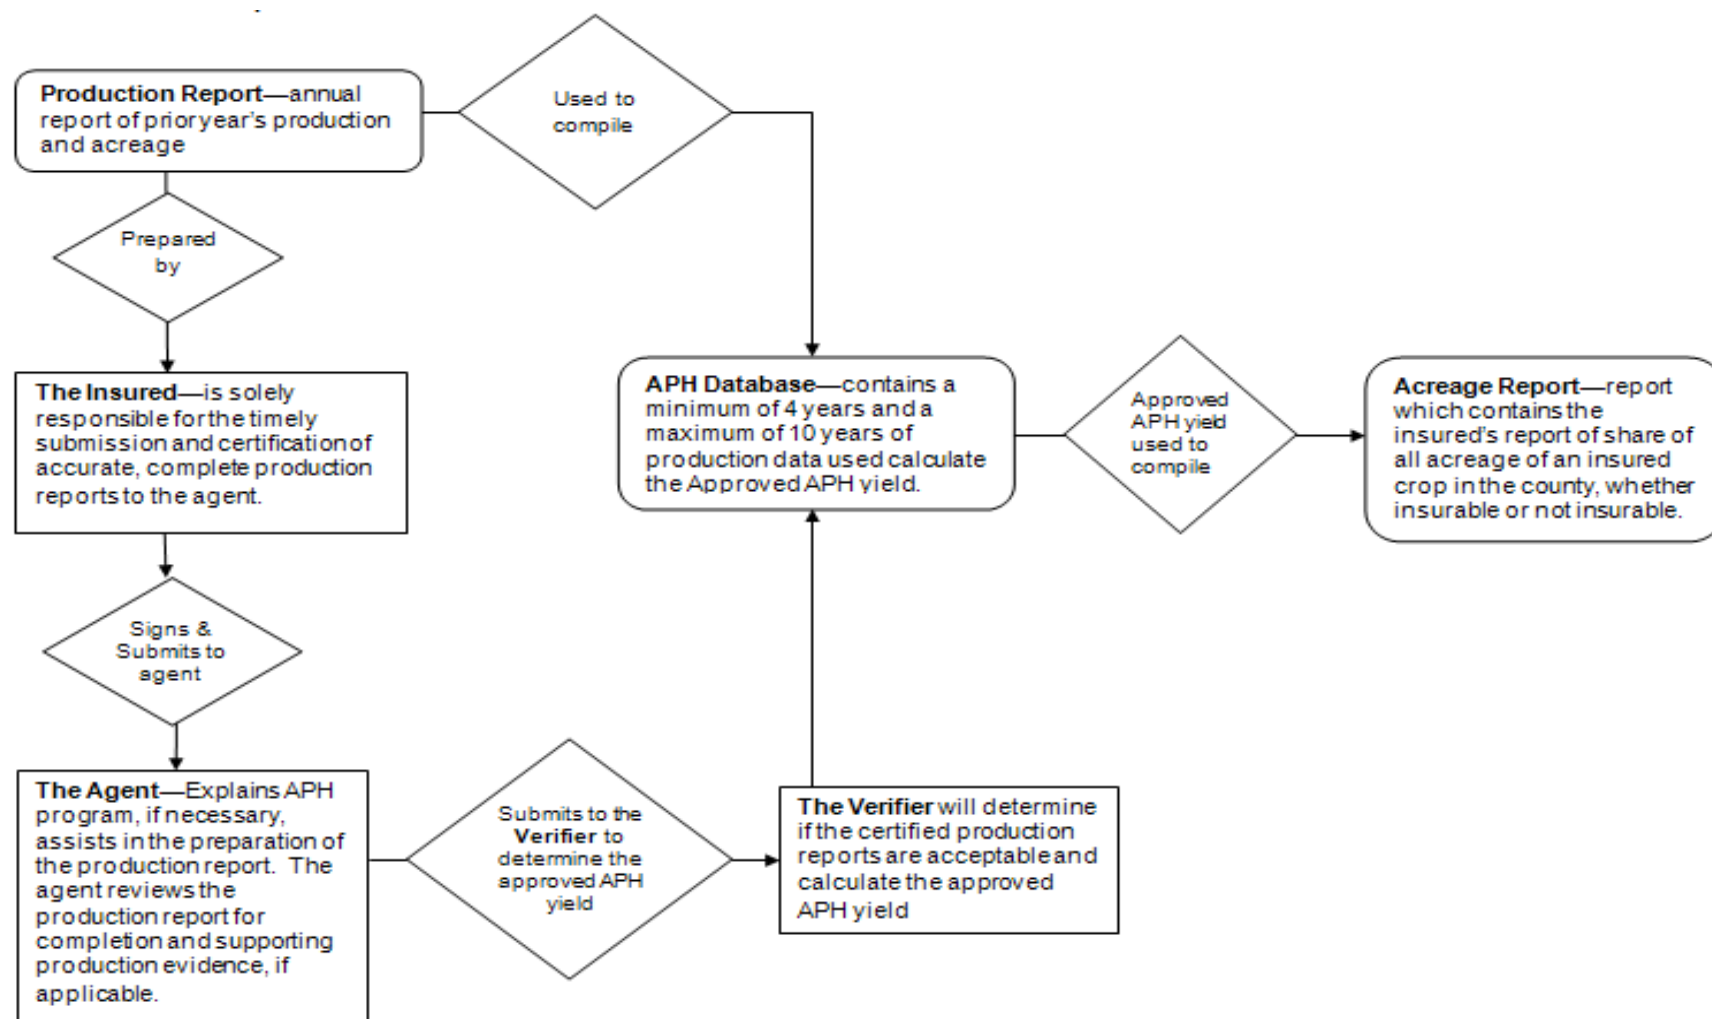 Production Report—annual
report of prior year's production
and acreage
Used to
compile
Prepared
by
The Insured—is solely
responsible for the timely
submission and certification of
accurate, complete production
reports to the agent.
APH Database—contains a
minimum of 4 years and a
maximum of 10 years of
production data used calculate
the Approved APH yield.
Approved
APH yield
used to
compile
Acreage Report—report
which contains the
insured's report of share of
all acreage of an insured
crop in the county, whether
insurable or not insurable.
Signs &
Submits to
agent
The Agent—Explains APH
program, if necessary,
assists in the preparation of
the production report. The
agent reviews the
production report for
completion and supporting
production evidence, if
applicable.
Submits to the
Verifier to
determine the
approved APH
yield
The Verifier will determine
if the certified production
reports are acceptable and
calculate the approved
APH yield